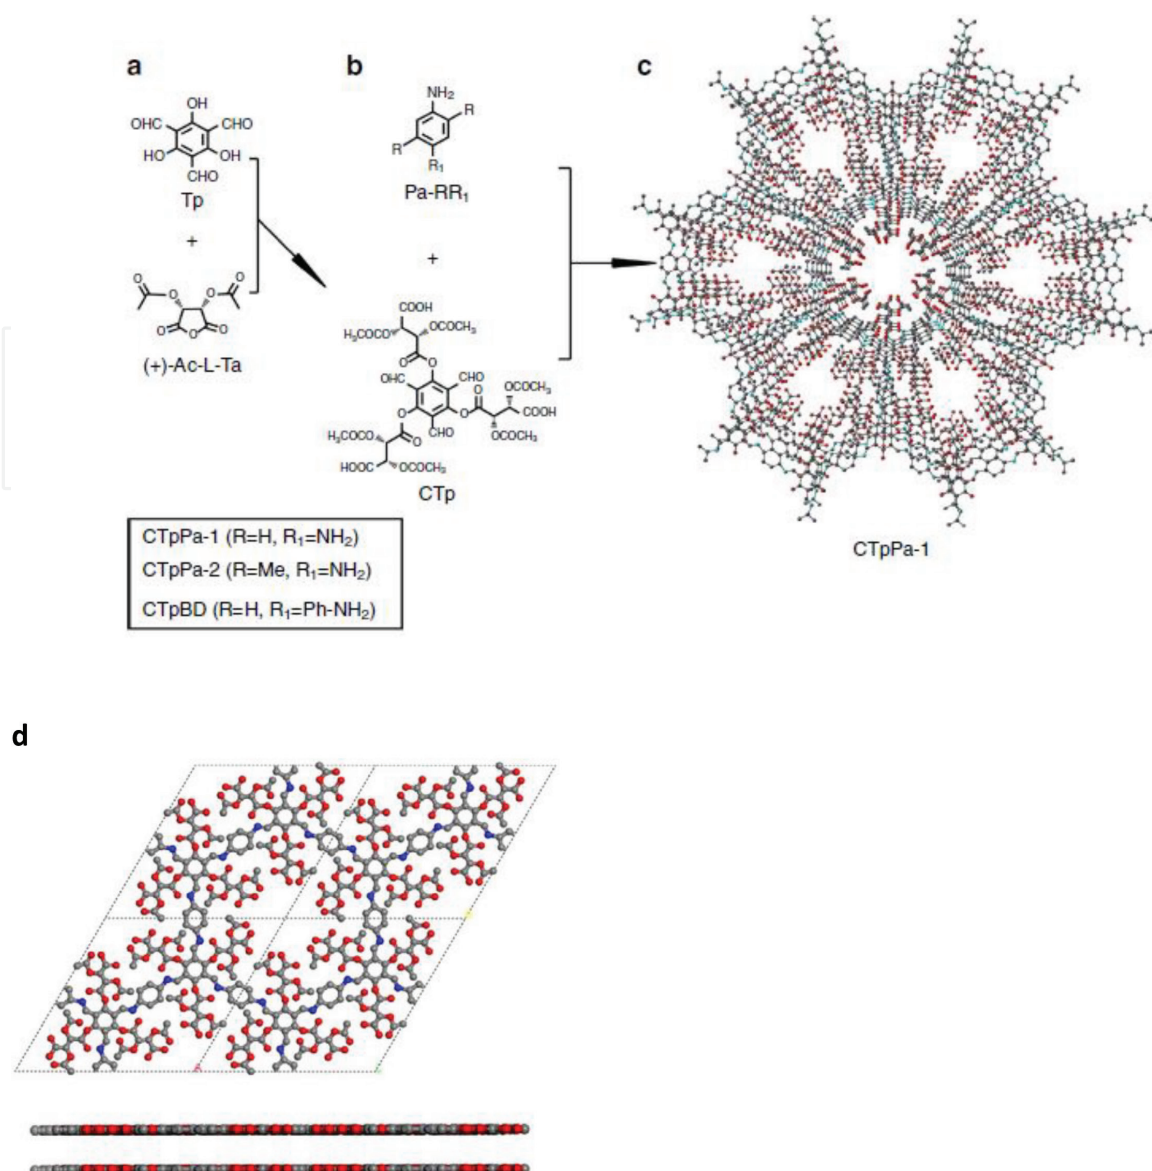 a
b
c
OH
OHC
CHO
HO
OH
CHO
Tp
+
O
O
O
O
O
O
O
(+)-Ac-L-Ta
NH₂
R
R
R₁
Pa-RR₁
+
COOH
H₃COCO
OCOCH₃
O
O
OHC
CHO
O
OCOCH₃
O
COOH
O
OCOCH₃
CHO
H₃COCO
O
HOOC
OCOCH₃
CTp
CTpPa-1 (R=H, R₁=NH₂)
CTpPa-2 (R=Me, R₁=NH₂)
CTpBD (R=H, R₁=Ph-NH₂)
CTpPa-1
d